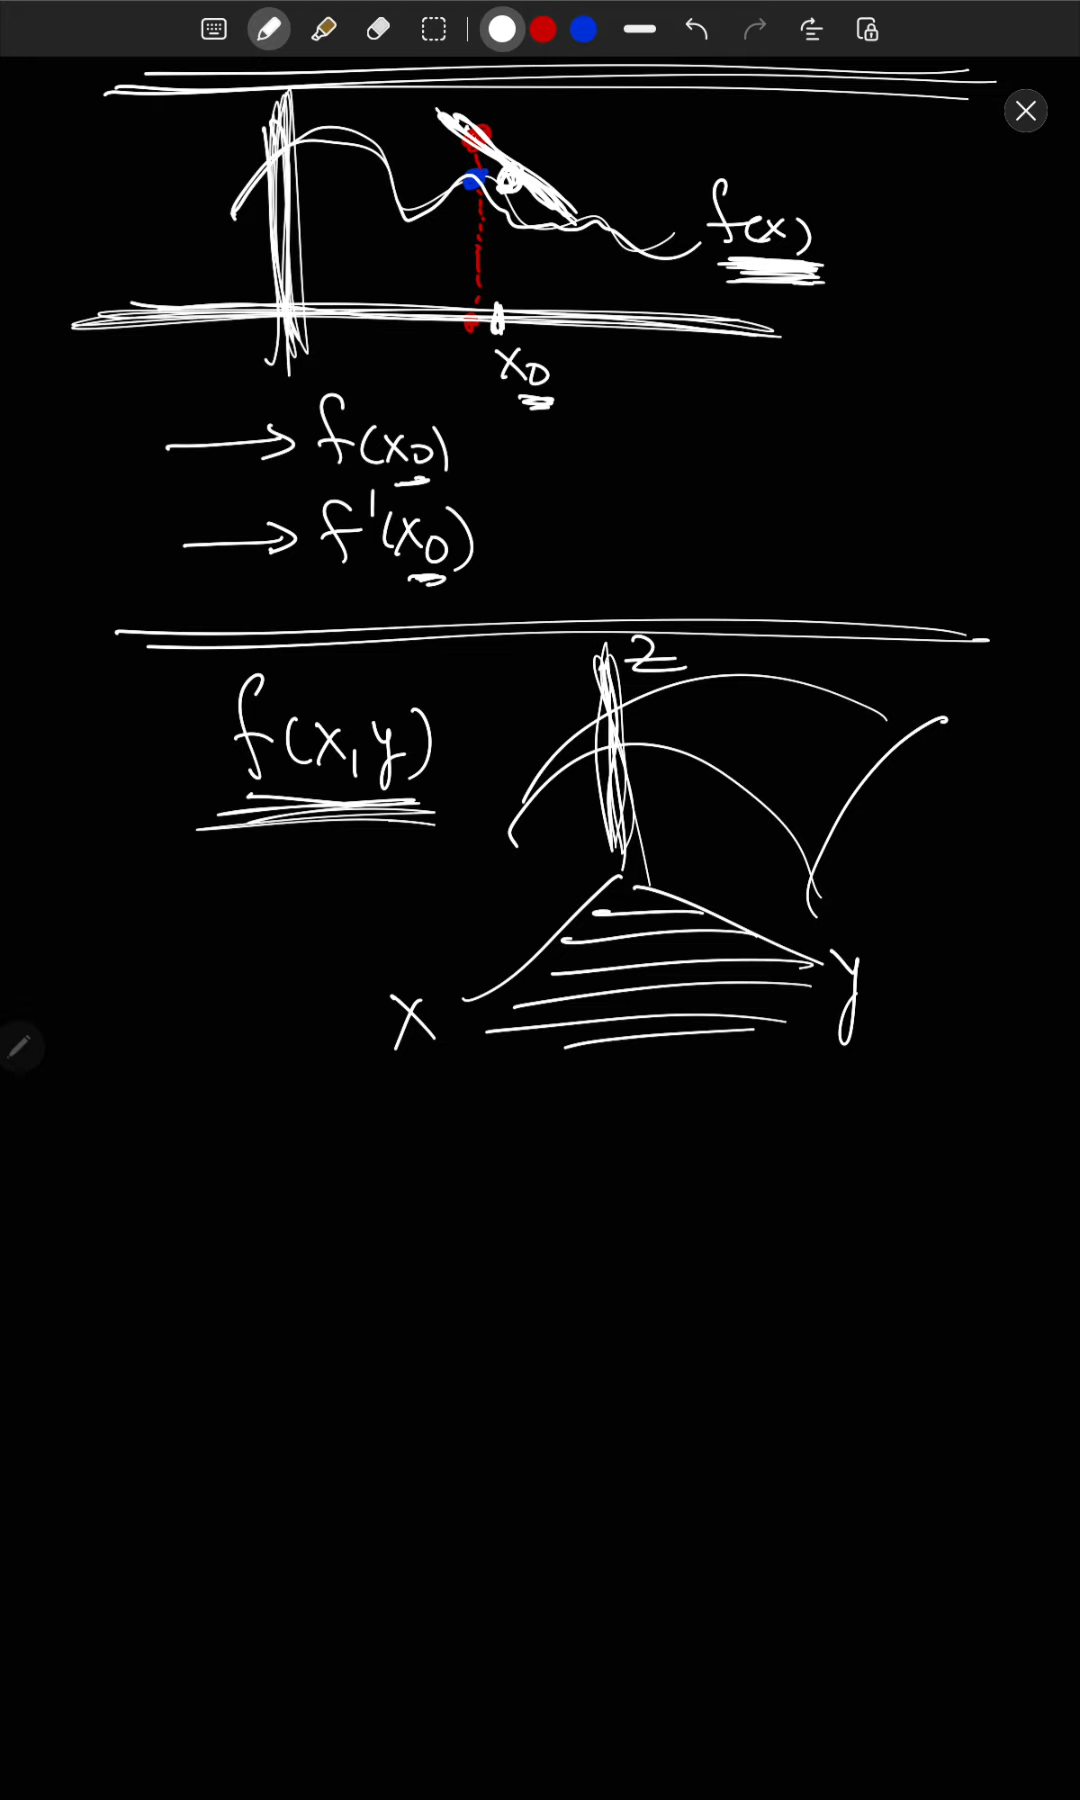 f(x)
x₀
→ f(x₀)
→ f'(x₀)
z
f(x,y)
x
y